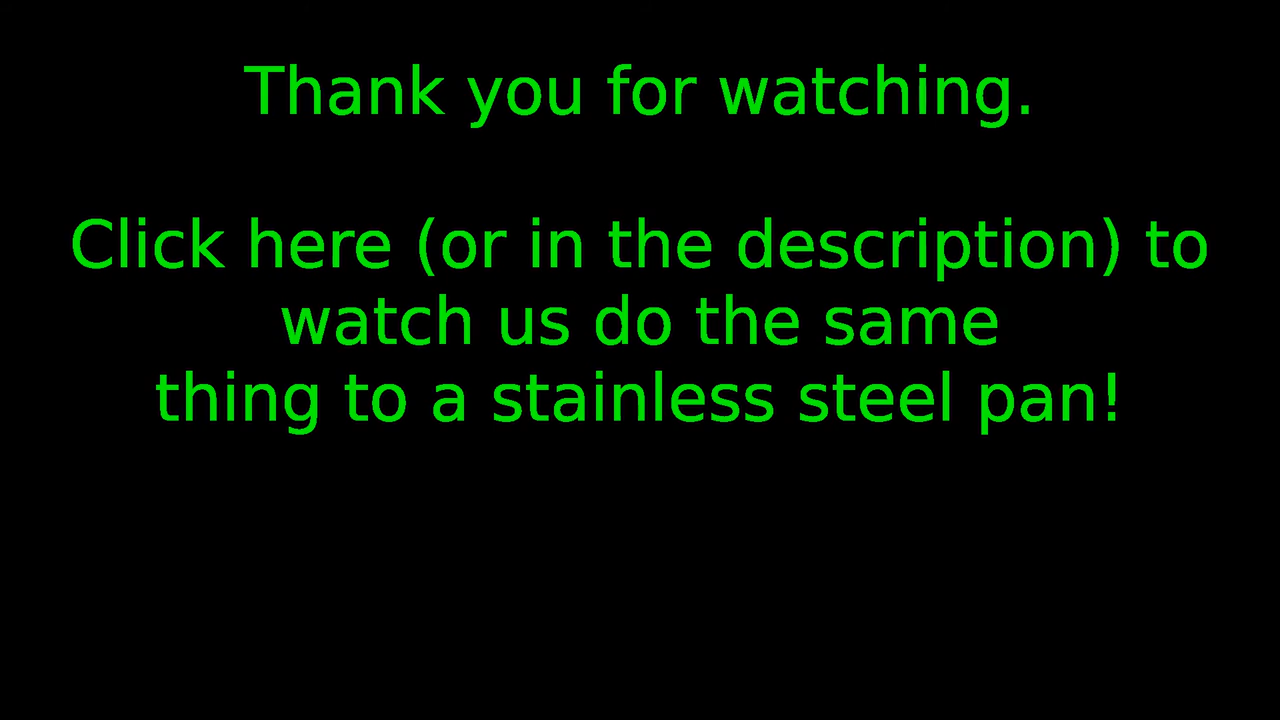 Thank you for watching.
Click here (or in the description) to
watch us do the same
thing to a stainless steel pan!